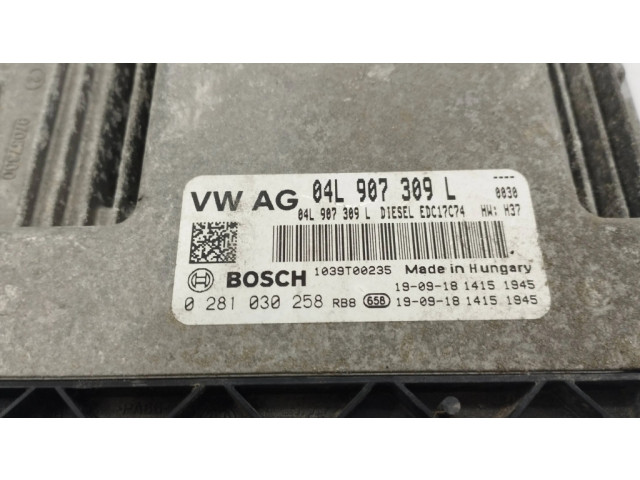 VW AG 04L 907 309 L ----
0030
04L 907 309 L DIESEL EDC17C74 HW: H37
BOSCH 1039T00235 Made in Hungary
19-09-18 1415 1945
0 281 030 258 RB8 658 19-09-18 1415 1945